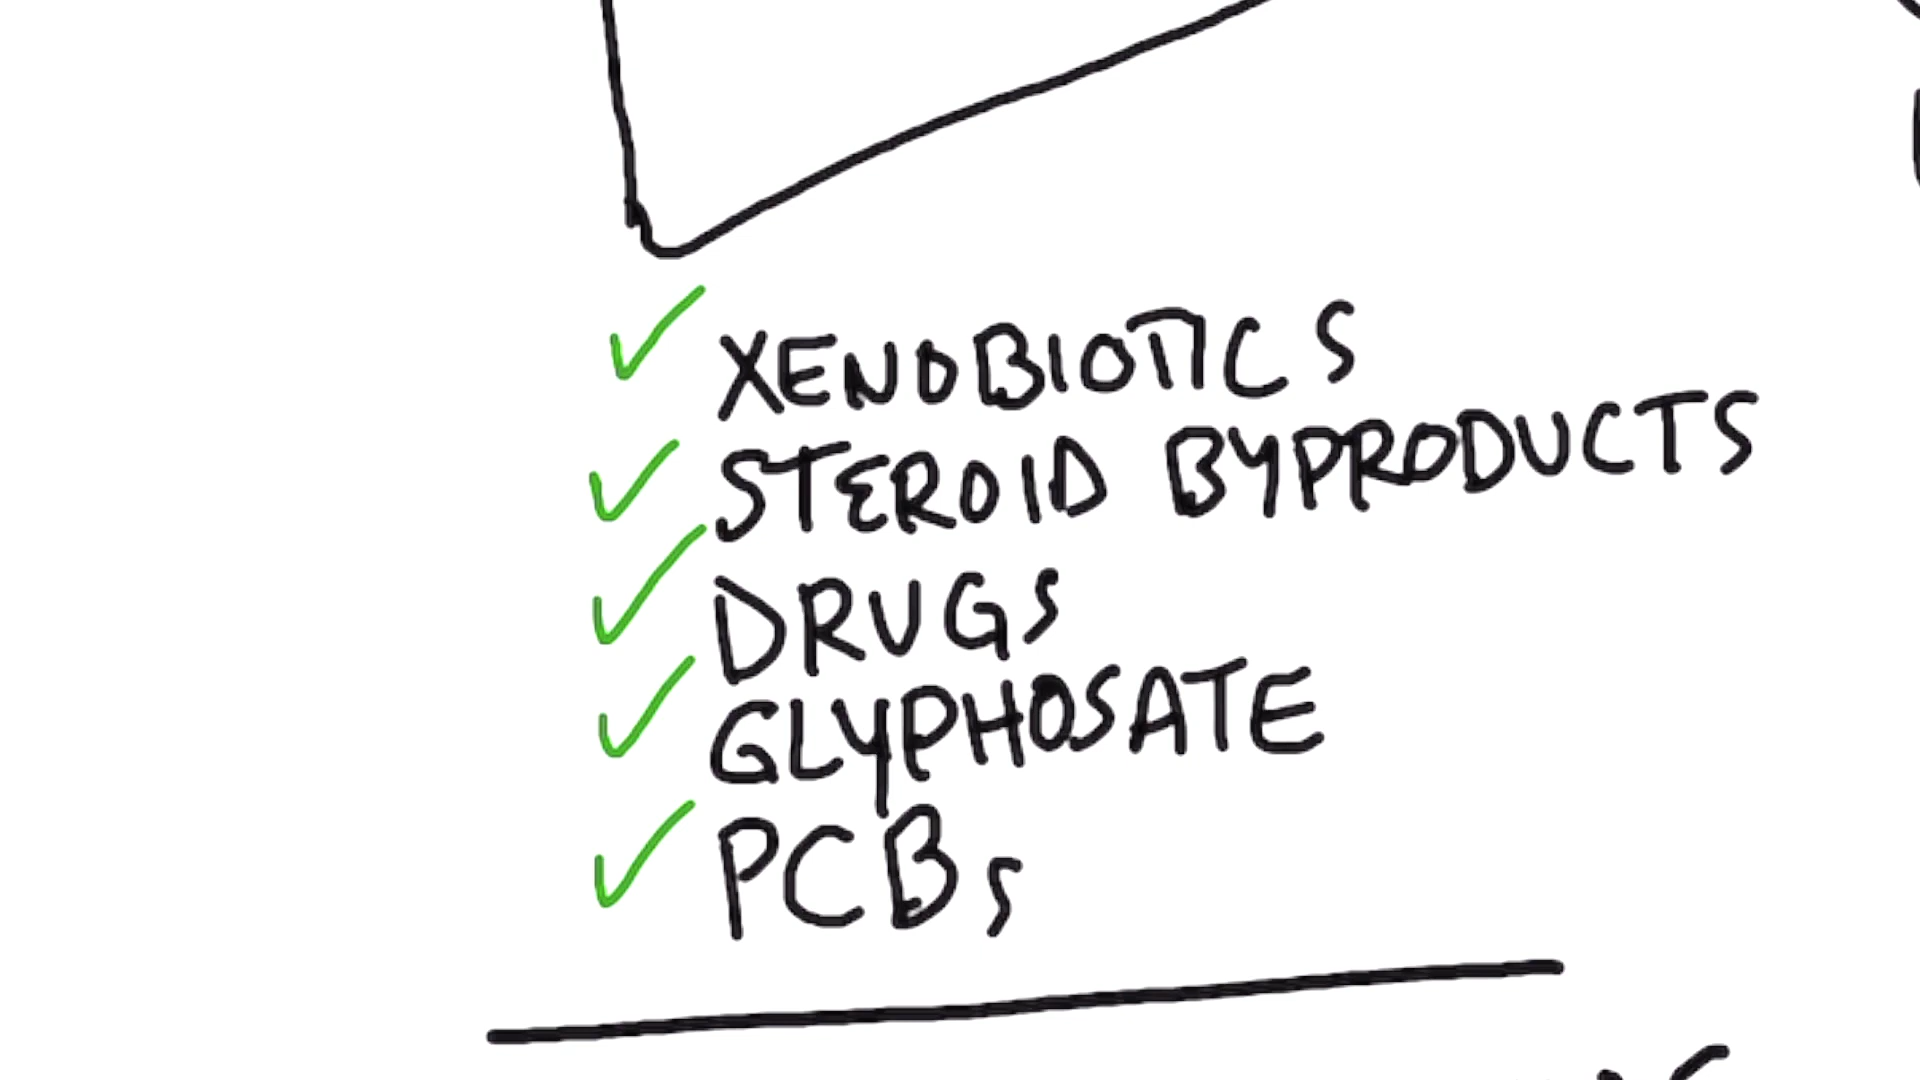 XENOBIOTICS
STEROID BYPRODUCTS
DRUGS
GLYPHOSATE
PCBs